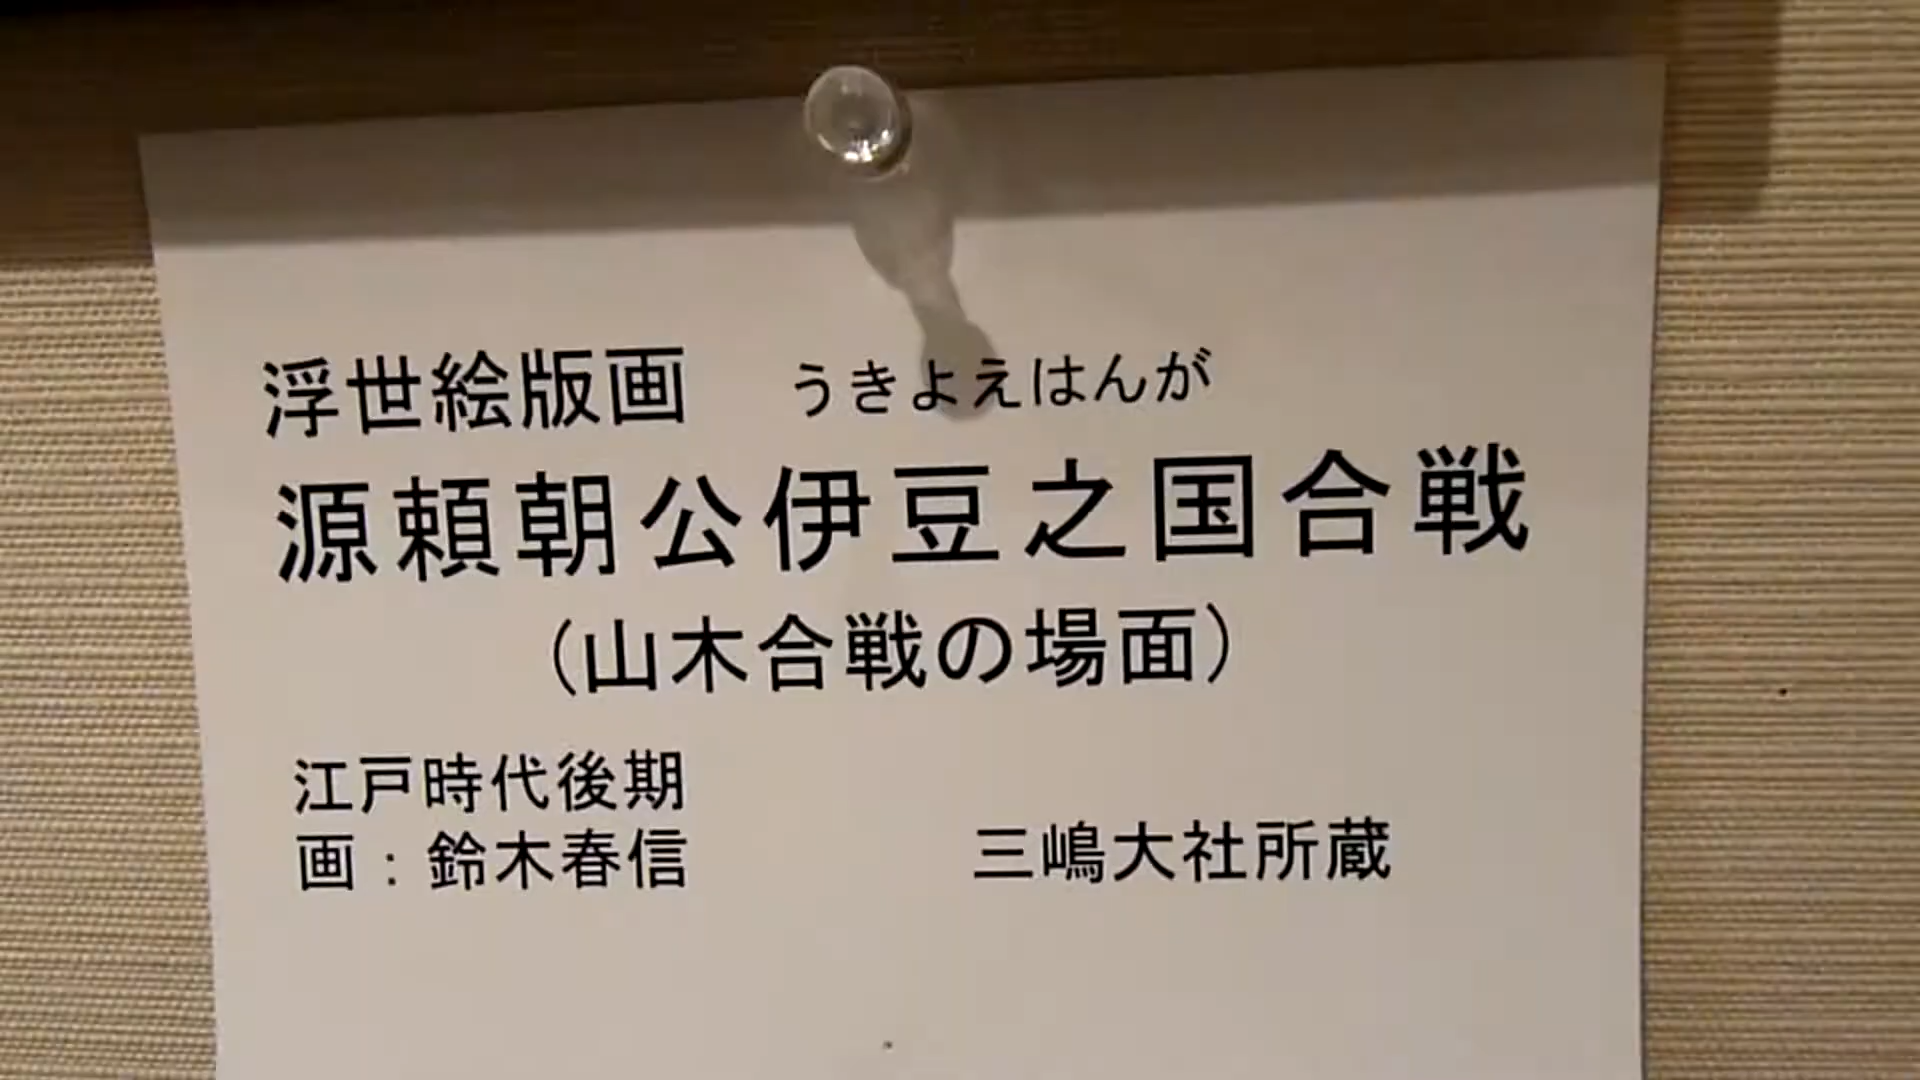 浮世絵版画　うきよえはんが
源頼朝公伊豆之国合戦
(山木合戦の場面)
江戸時代後期
画：鈴木春信
三嶋大社所蔵